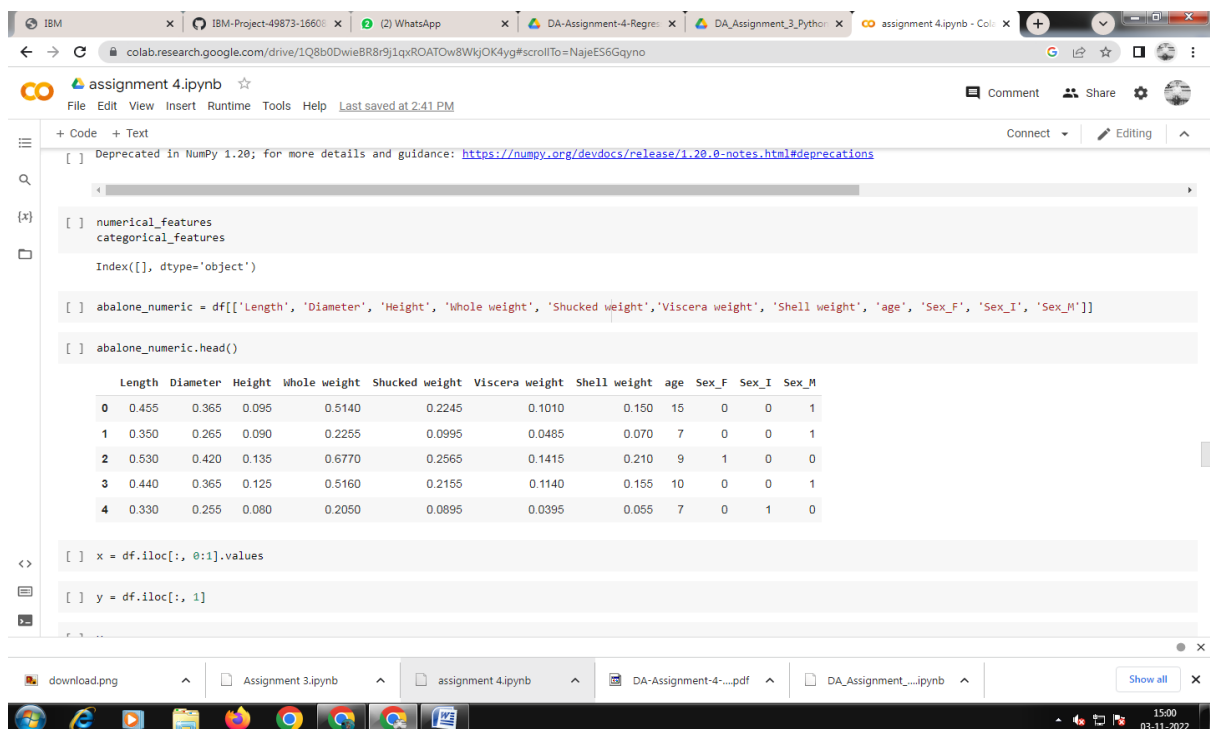 IBM
IBM-Project-49873-16608
(2) WhatsApp
DA-Assignment-4-Regres
DA_Assignment_3_Python
assignment 4.ipynb - Cola
colab.research.google.com/drive/1Q8b0DwieBR8r9j1qxROATOw8WkjOK4yg#scrollTo=NajeES6Gqyno
assignment 4.ipynb
File Edit View Insert Runtime Tools Help Last saved at 2:41 PM
Comment Share
+ Code + Text
Connect Editing
[ ] Deprecated in NumPy 1.20; for more details and guidance: https://numpy.org/devdocs/release/1.20.0-notes.html#deprecations
{x}
[ ] numerical_features
categorical_features
Index([], dtype='object')
[ ] abalone_numeric = df[['Length', 'Diameter', 'Height', 'Whole weight', 'Shucked weight','Viscera weight', 'Shell weight', 'age', 'Sex_F', 'Sex_I', 'Sex_M']]
[ ] abalone_numeric.head()
Length Diameter Height Whole weight Shucked weight Viscera weight Shell weight age Sex_F Sex_I Sex_M
0 0.455 0.365 0.095 0.5140 0.2245 0.1010 0.150 15 0 0 1
1 0.350 0.265 0.090 0.2255 0.0995 0.0485 0.070 7 0 0 1
2 0.530 0.420 0.135 0.6770 0.2565 0.1415 0.210 9 1 0 0
3 0.440 0.365 0.125 0.5160 0.2155 0.1140 0.155 10 0 0 1
4 0.330 0.255 0.080 0.2050 0.0895 0.0395 0.055 7 0 1 0
[ ] x = df.iloc[:, 0:1].values
[ ] y = df.iloc[:, 1]
download.png
Assignment 3.ipynb
assignment 4.ipynb
DA-Assignment-4-....pdf
DA_Assignment_....ipynb
Show all
15:00
03-11-2022